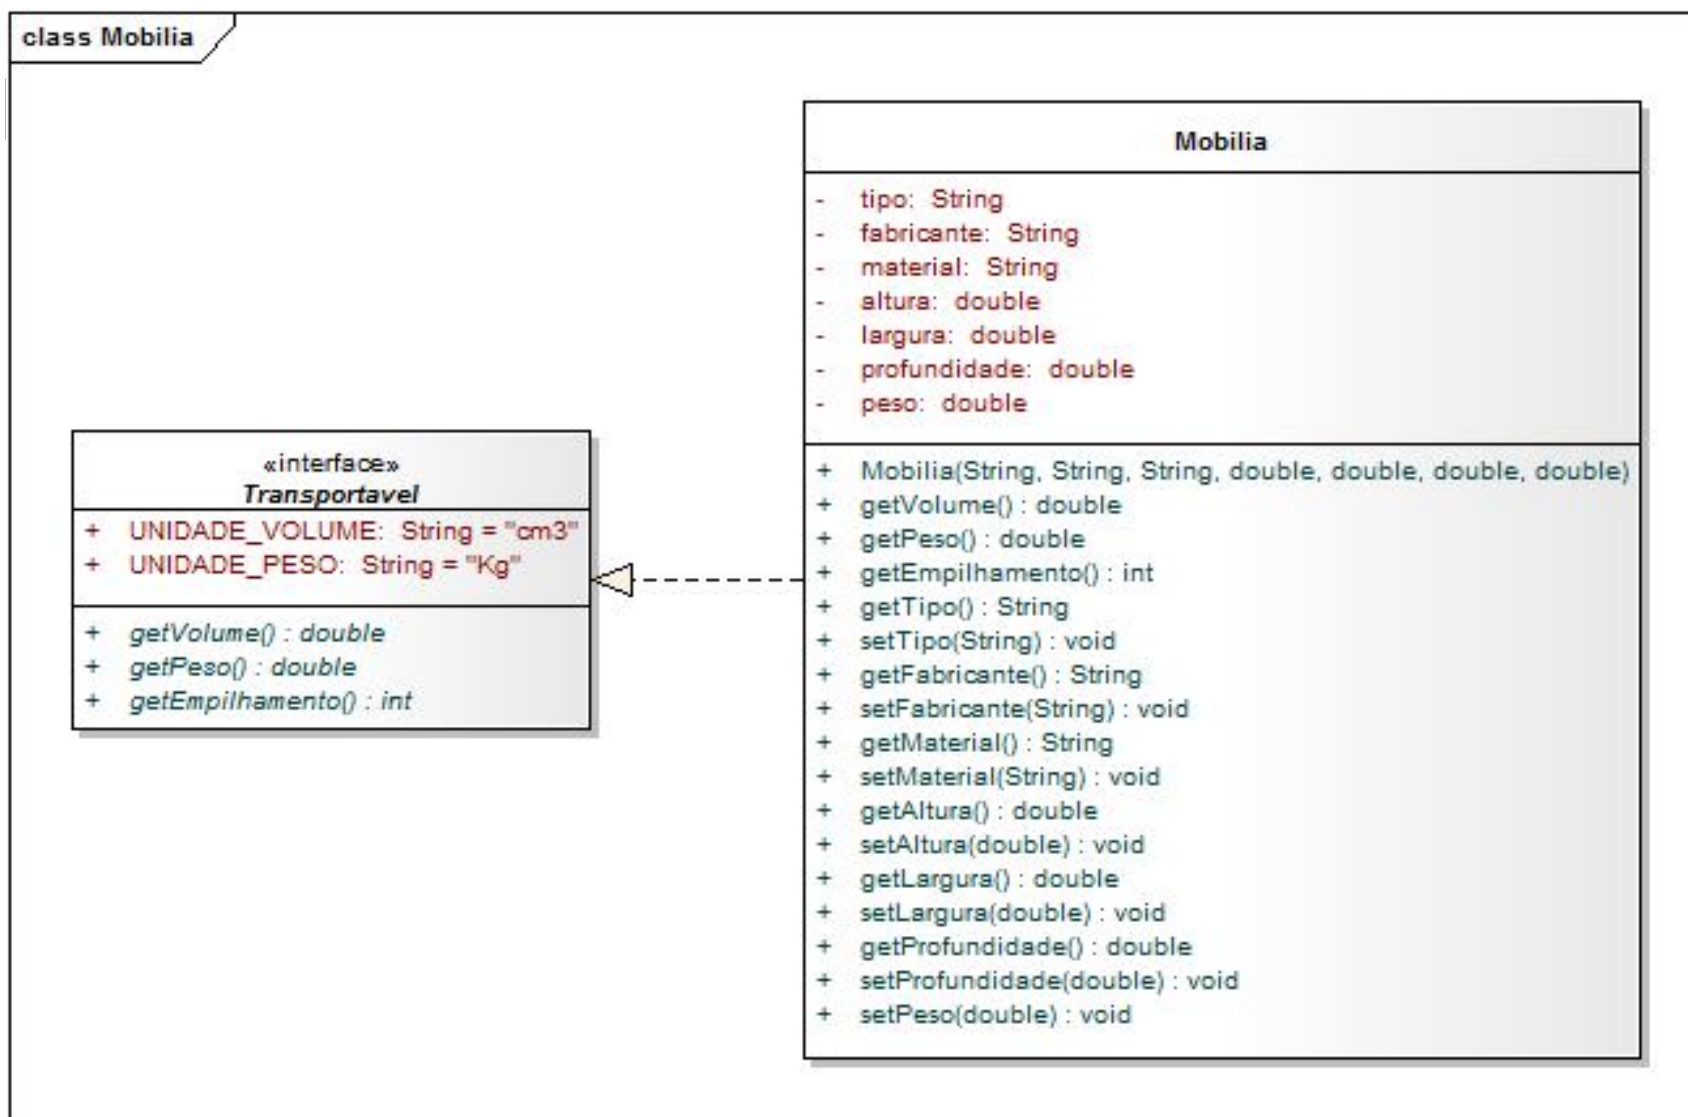 class Mobilia
«interface»
Transportavel
+ UNIDADE_VOLUME: String = "cm3"
+ UNIDADE_PESO: String = "Kg"
+ getVolume() : double
+ getPeso() : double
+ getEmpilhamento() : int
Mobilia
- tipo: String
- fabricante: String
- material: String
- altura: double
- largura: double
- profundidade: double
- peso: double
+ Mobilia(String, String, String, double, double, double, double)
+ getVolume() : double
+ getPeso() : double
+ getEmpilhamento() : int
+ getTipo() : String
+ setTipo(String) : void
+ getFabricante() : String
+ setFabricante(String) : void
+ getMaterial() : String
+ setMaterial(String) : void
+ getAltura() : double
+ setAltura(double) : void
+ getLargura() : double
+ setLargura(double) : void
+ getProfundidade() : double
+ setProfundidade(double) : void
+ setPeso(double) : void